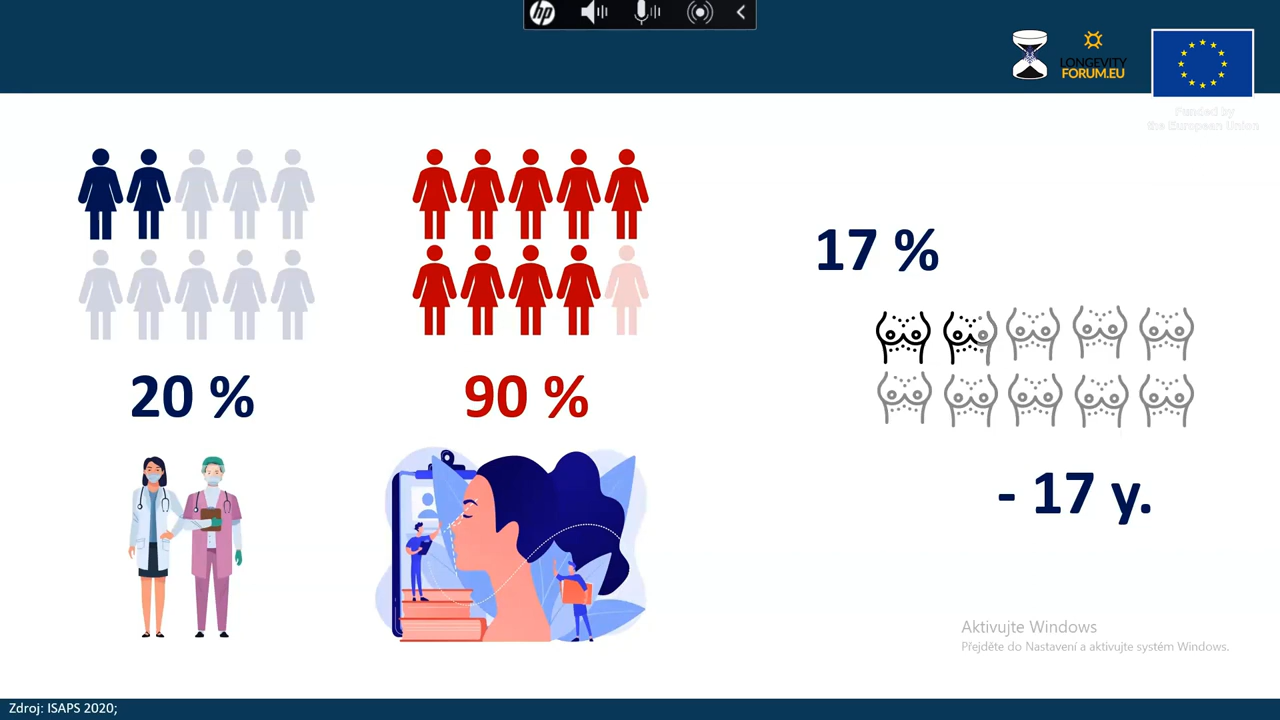 hp
LONGEVITY
FORUM.EU
Funded by
the European Union
17 %
20 %
90 %
- 17 y.
Aktivujte Windows
Přejděte do Nastavení a aktivujte systém Windows.
Zdroj: ISAPS 2020;